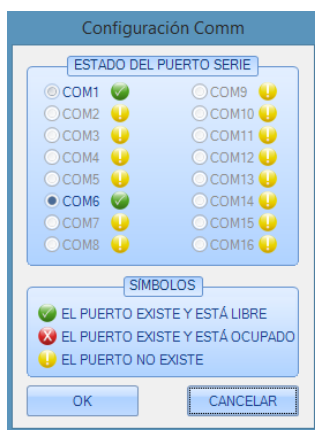 Configuración Comm
ESTADO DEL PUERTO SERIE
COM1 COM9
COM2 COM10
COM3 COM11
COM4 COM12
COM5 COM13
COM6 COM14
COM7 COM15
COM8 COM16
SÍMBOLOS
EL PUERTO EXISTE Y ESTÁ LIBRE
EL PUERTO EXISTE Y ESTÁ OCUPADO
EL PUERTO NO EXISTE
OK CANCELAR